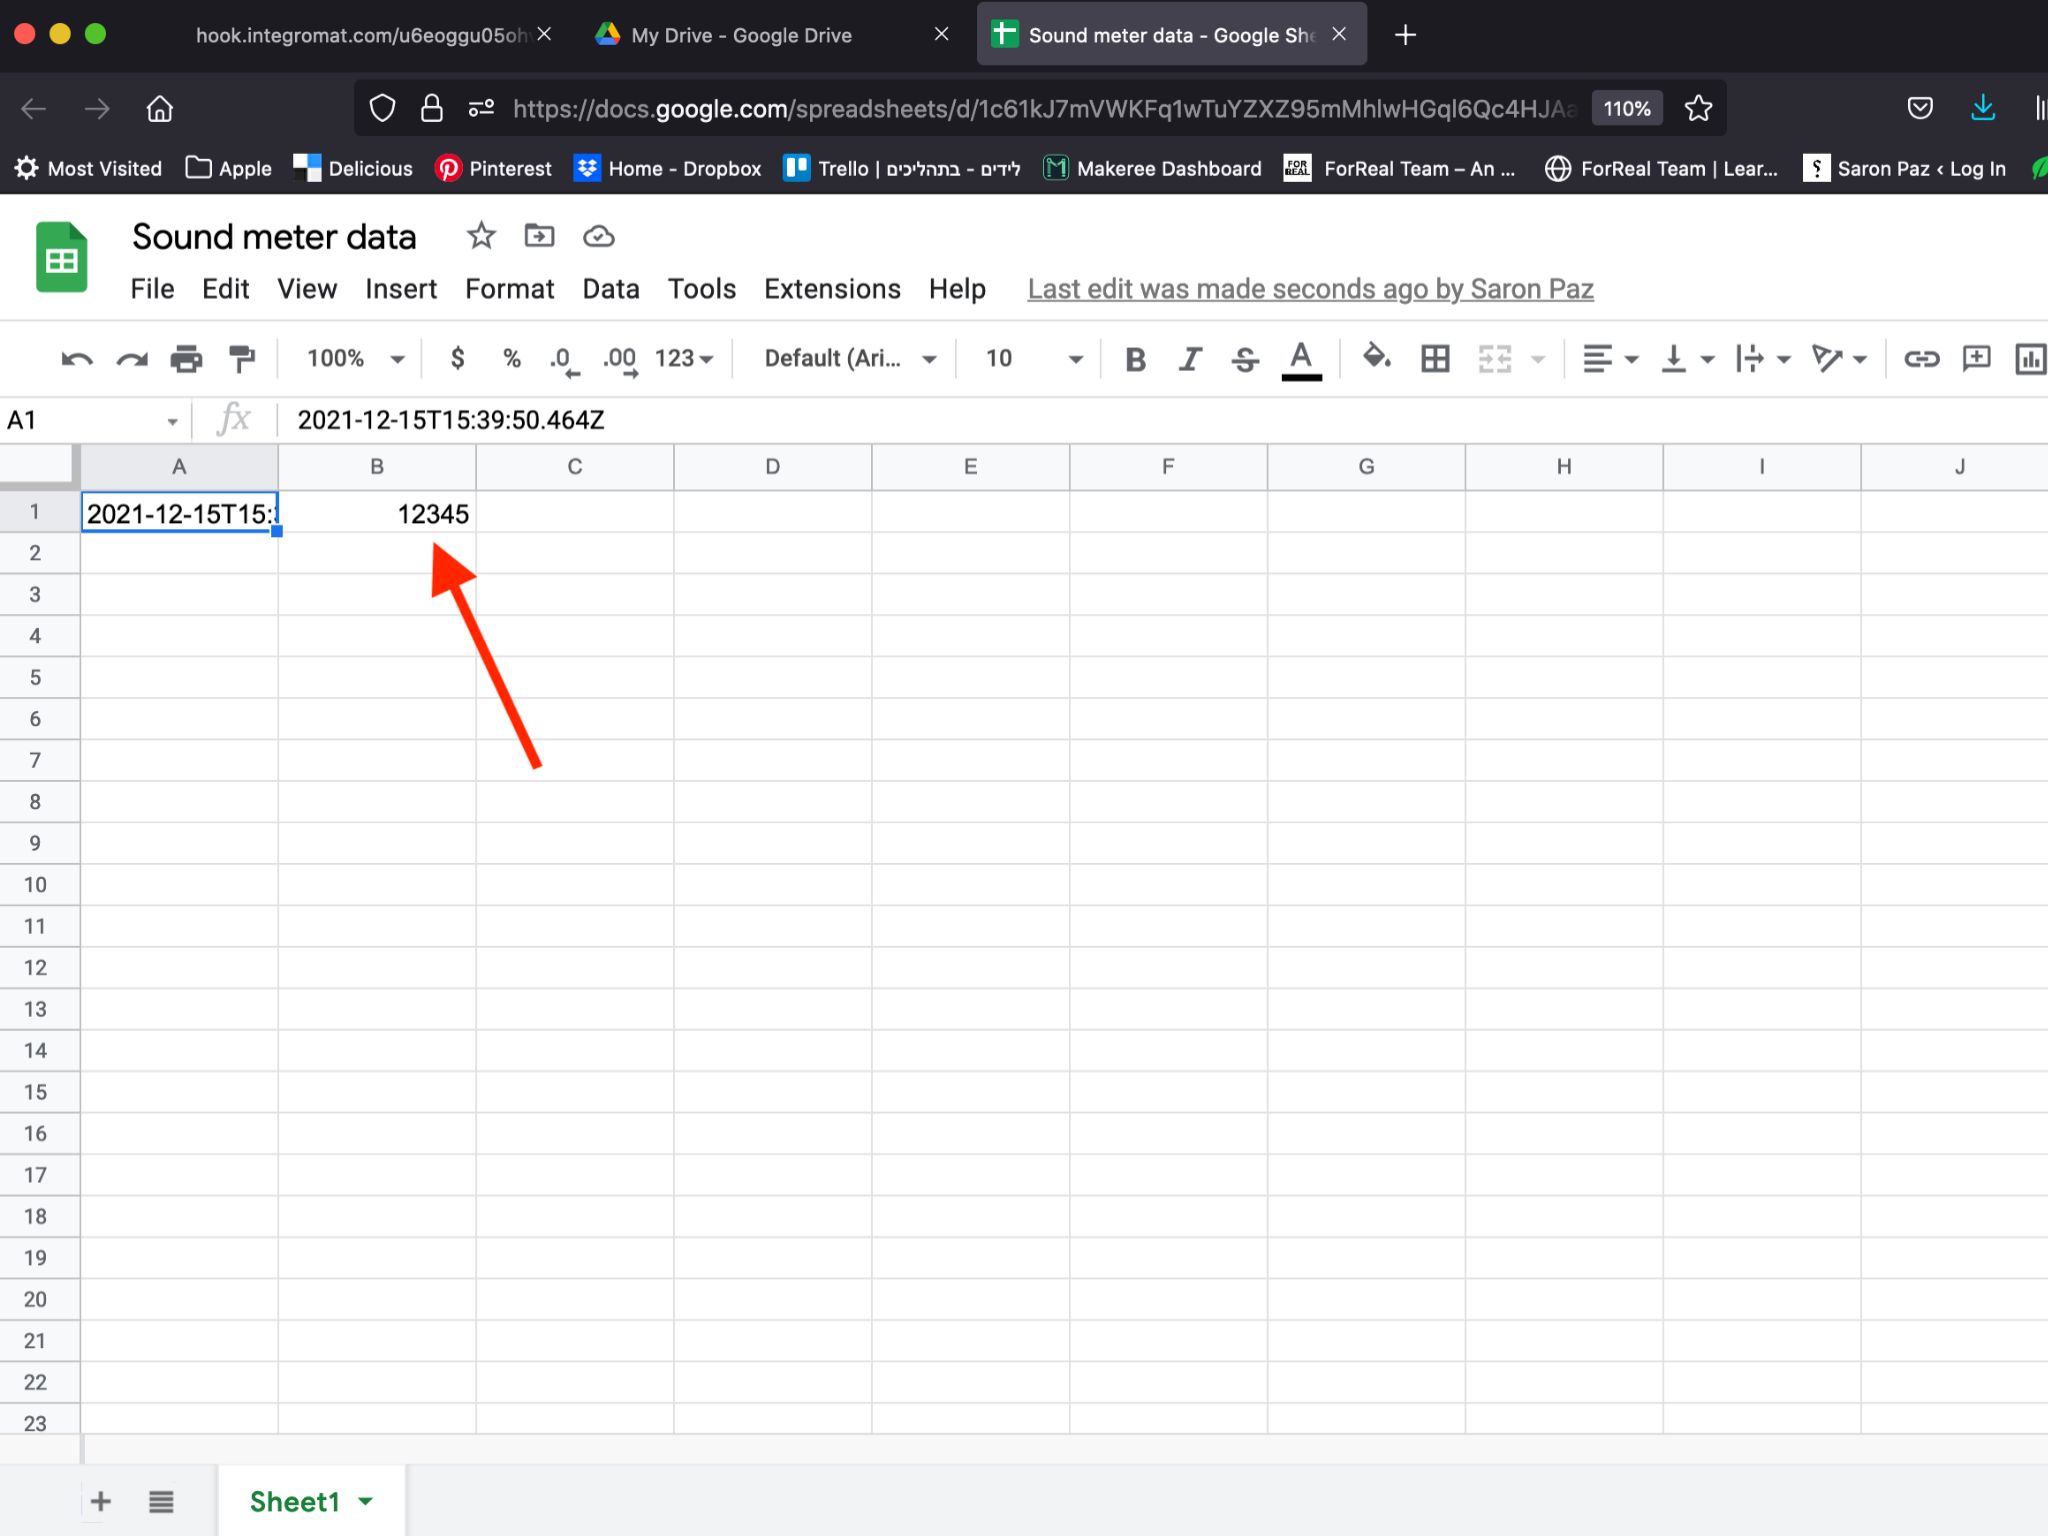 hook.integromat.com/u6eoggu05oh
My Drive - Google Drive
Sound meter data - Google She
https://docs.google.com/spreadsheets/d/1c61kJ7mVWKFq1wTuYZXZ95mMhlwHGql6Qc4HJAa
110%
Most Visited
Apple
Delicious
Pinterest
Home - Dropbox
Trello | לידים - בתהליכים
Makeree Dashboard
FOR REAL
ForReal Team – An ...
ForReal Team | Lear...
Saron Paz ‹ Log In
Sound meter data
File Edit View Insert Format Data Tools Extensions Help Last edit was made seconds ago by Saron Paz
100% $ % .0 .00 123 Default (Ari... 10 B I S A
A1 fx 2021-12-15T15:39:50.464Z
A B C D E F G H I J
1 2021-12-15T15: 12345
2
3
4
5
6
7
8
9
10
11
12
13
14
15
16
17
18
19
20
21
22
23
Sheet1